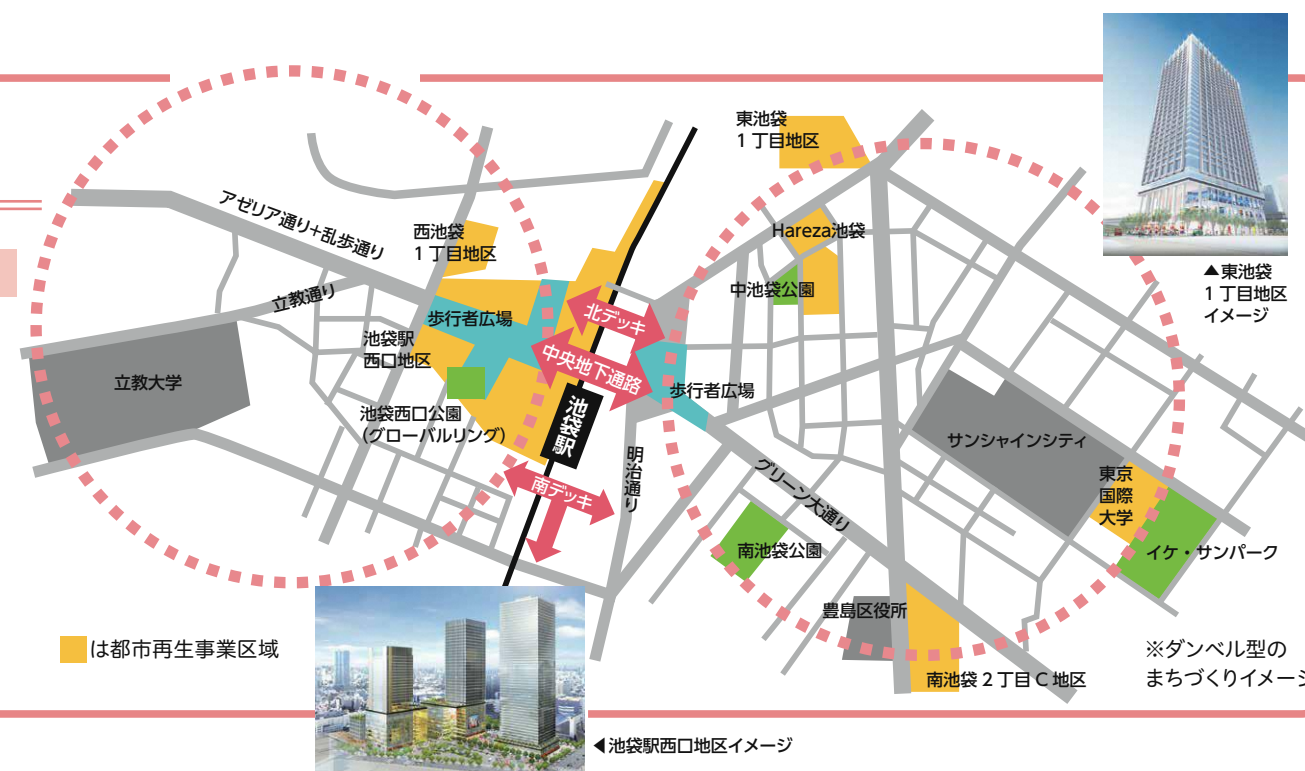 東池袋
1丁目地区
アゼリア通り+乱歩通り
西池袋
1丁目地区
Hareza池袋
▲東池袋
1丁目地区
イメージ
立教通り
歩行者広場
北デッキ
中池袋公園
池袋駅
西口地区
中央地下通路
歩行者広場
立教大学
池袋西口公園
(グローバルリング)
池袋駅
サンシャインシティ
明治通り
グリーン大通り
東京
国際
大学
南デッキ
南池袋公園
イケ・サンパーク
豊島区役所
は都市再生事業区域
南池袋2丁目C地区
※ダンベル型の
まちづくりイメージ
◀池袋駅西口地区イメージ